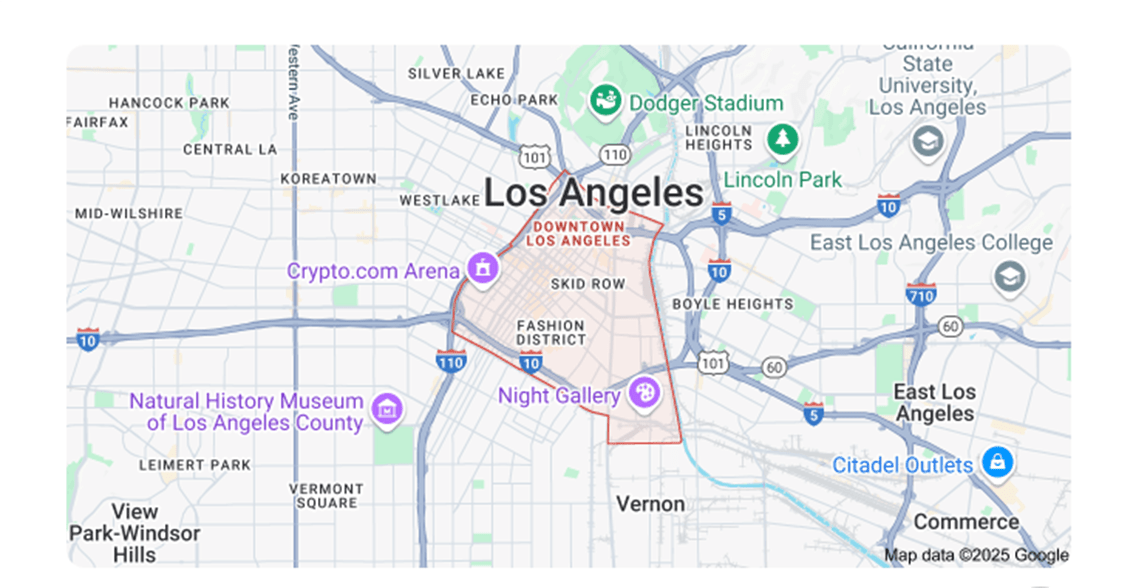 SILVER LAKE
ECHO PARK
HANCOCK PARK
FAIRFAX
Western Ave
CENTRAL LA
KOREATOWN
WESTLAKE
MID-WILSHIRE
Dodger Stadium
California
State
University,
Los Angeles
LINCOLN
HEIGHTS
Lincoln Park
101
110
Los Angeles
5
10
DOWNTOWN
LOS ANGELES
East Los Angeles College
Crypto.com Arena
SKID ROW
10
BOYLE HEIGHTS
710
60
FASHION
DISTRICT
10
110
10
101
60
Night Gallery
Natural History Museum
of Los Angeles County
5
East Los
Angeles
LEIMERT PARK
Citadel Outlets
VERMONT
SQUARE
Vernon
View
Park-Windsor
Hills
Commerce
Map data ©2025 Google